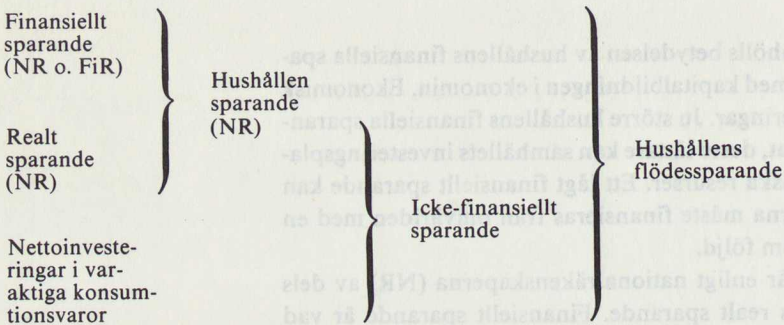 Finansiellt
sparande
(NR o. FiR)
Realt
sparande
(NR)
Nettoinveste-
ringar i var-
aktiga konsum-
tionsvaror
Hushållen
sparande
(NR)
Icke-finansiellt
sparande
Hushållens
flödessparande